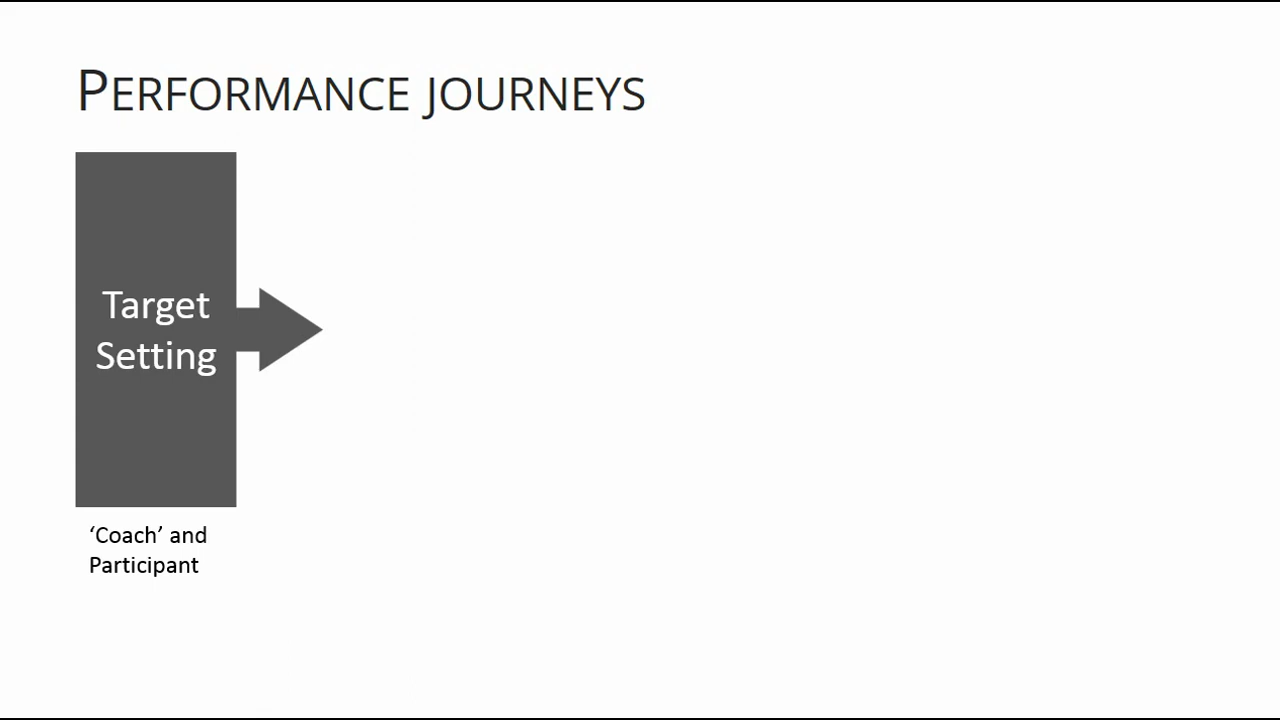 Performance journeys
Target
Setting
‘Coach’ and
Participant